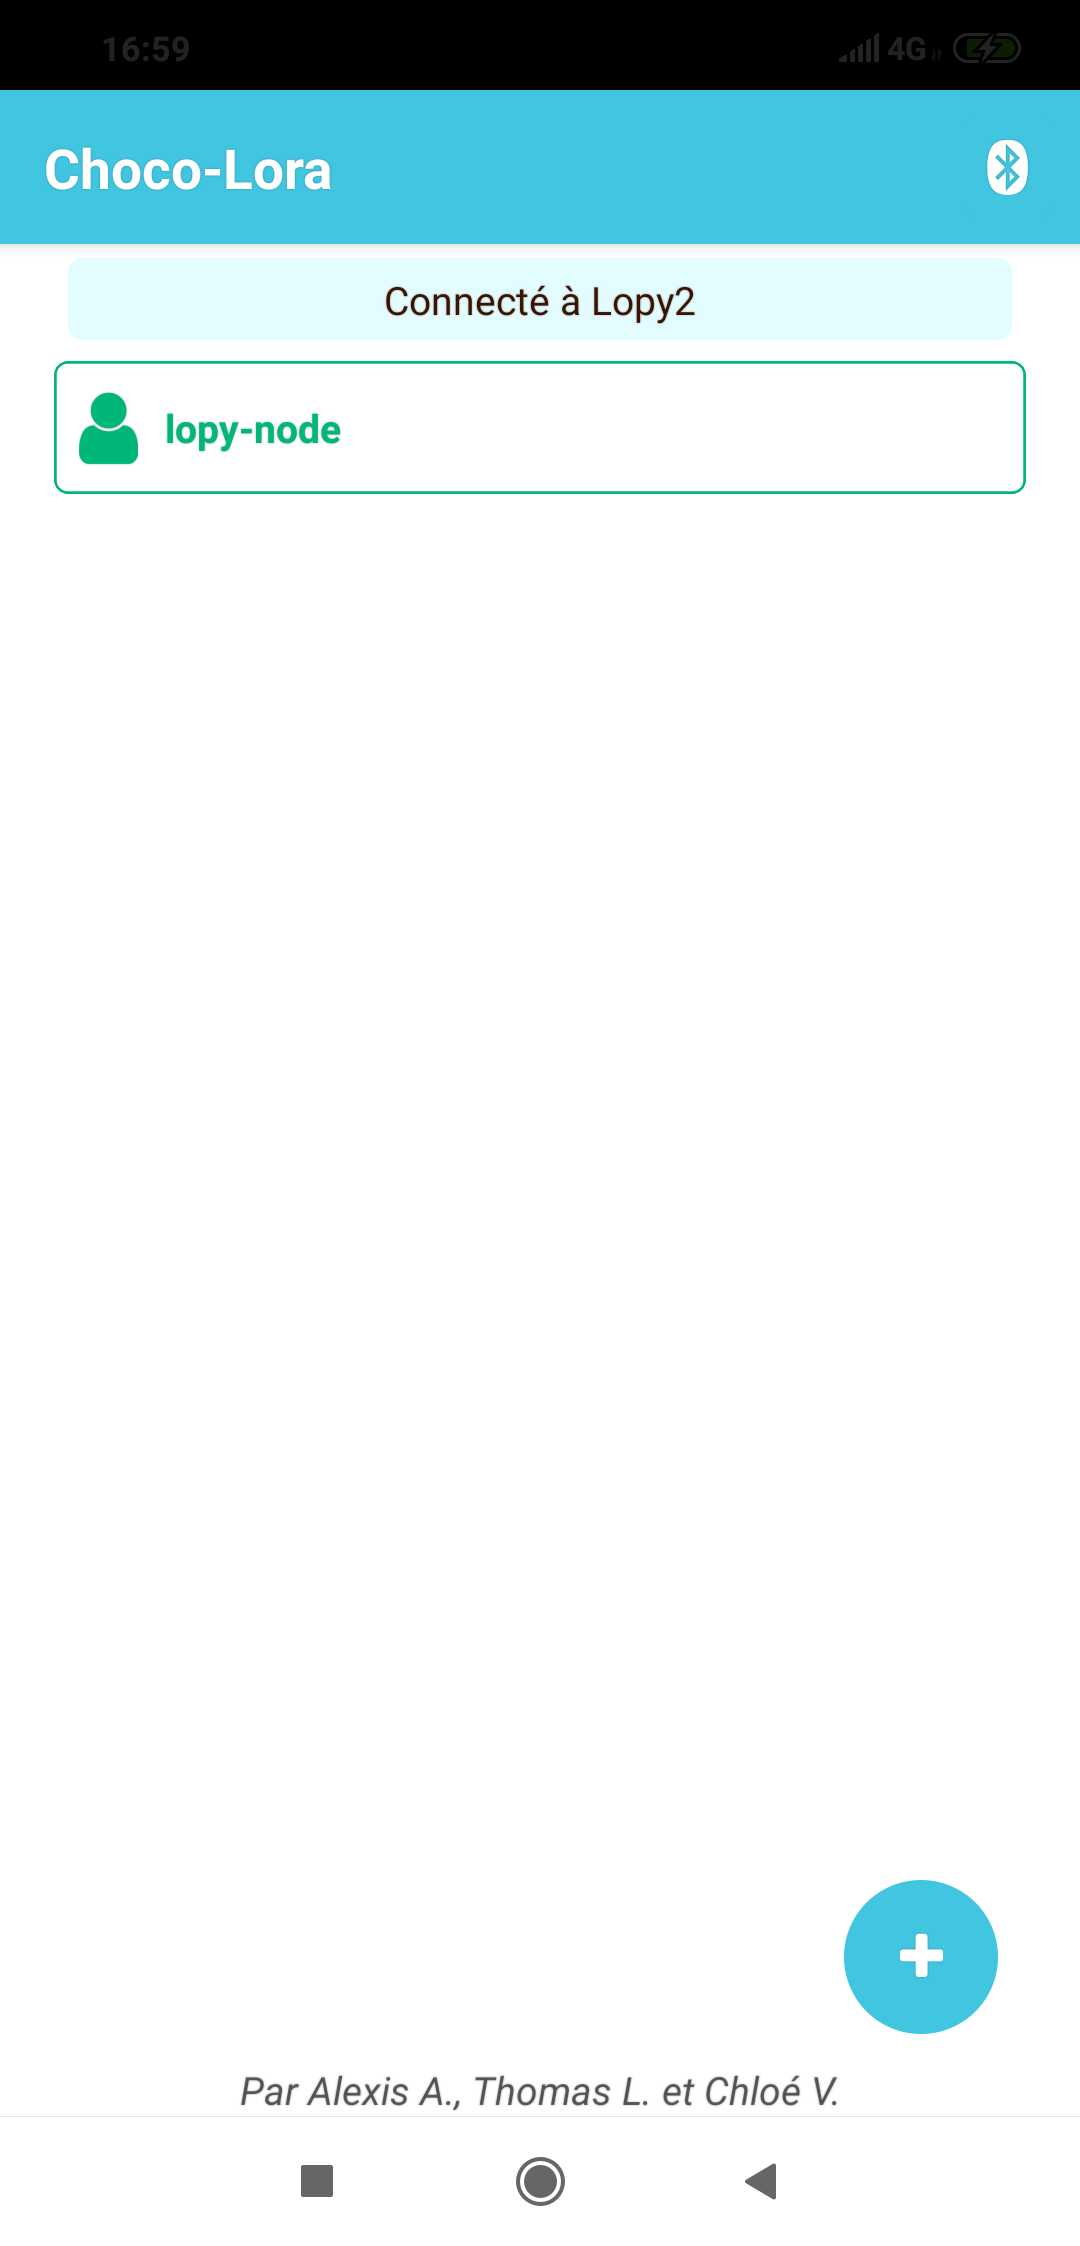 16:59
4G
Choco-Lora
Connecté à Lopy2
lopy-node
Par Alexis A., Thomas L. et Chloé V.